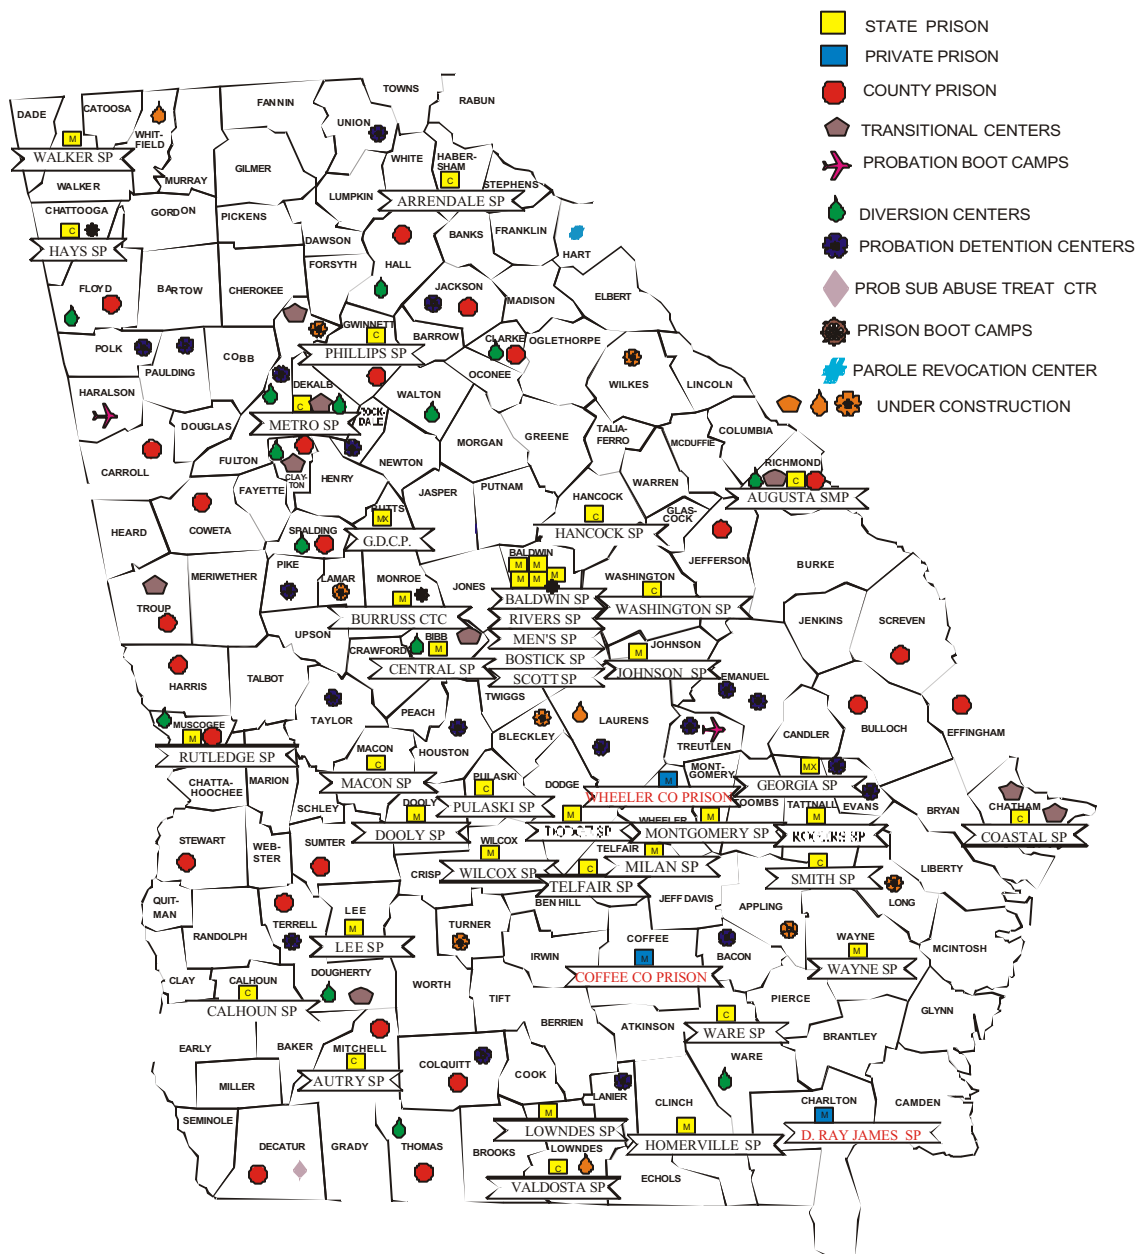 STATE PRISON
PRIVATE PRISON
COUNTY PRISON
TRANSITIONAL CENTERS
PROBATION BOOT CAMPS
DIVERSION CENTERS
PROBATION DETENTION CENTERS
PROB SUB ABUSE TREAT CTR
PRISON BOOT CAMPS
PAROLE REVOCATION CENTER
UNDER CONSTRUCTION
DADE
CATOOSA
WHIT-
FIELD
FANNIN
TOWNS
RABUN
UNION
M
WALKER SP
WALKER
MURRAY
GILMER
WHITE
HABER-
SHAM
C
STEPHENS
LUMPKIN
ARRENDALE SP
CHATTOOGA
C
HAYS SP
GORDON
PICKENS
DAWSON
BANKS
FRANKLIN
HART
FLOYD
BARTOW
CHEROKEE
FORSYTH
HALL
JACKSON
MADISON
ELBERT
GWINNETT
C
PHILLIPS SP
BARROW
CLARKE
OGLETHORPE
POLK
PAULDING
COBB
OCONEE
WILKES
LINCOLN
HARALSON
DEKALB
C
METRO SP
ROCK-
DALE
WALTON
DOUGLAS
MORGAN
GREENE
TALIA-
FERRO
MCDUFFIE
COLUMBIA
CARROLL
FULTON
CLAY-
TON
HENRY
NEWTON
RICHMOND
C
AUGUSTA SMP
FAYETTE
JASPER
PUTNAM
HANCOCK
C
HANCOCK SP
WARREN
GLAS-
COCK
HEARD
COWETA
SPALDING
BUTTS
MX
G.D.C.P.
JEFFERSON
BURKE
TROUP
MERIWETHER
PIKE
LAMAR
MONROE
M
BURRUSS CTC
JONES
BALDWIN
M M
M M M
BALDWIN SP
RIVERS SP
MEN'S SP
BOSTICK SP
SCOTT SP
WASHINGTON
C
WASHINGTON SP
JENKINS
SCREVEN
UPSON
CRAWFORD
BIBB
M
CENTRAL SP
JOHNSON
M
JOHNSON SP
HARRIS
TALBOT
TAYLOR
PEACH
TWIGGS
EMANUEL
MUSCOGEE
M
RUTLEDGE SP
MACON
C
MACON SP
HOUSTON
BLECKLEY
LAURENS
TREUTLEN
CANDLER
BULLOCH
EFFINGHAM
CHATTA-
HOOCHEE
MARION
SCHLEY
DOOLY
M
DOOLY SP
PULASKI
C
PULASKI SP
DODGE
M
DODGE SP
M
WHEELER CO PRISON
WHEELER
MONT-
GOMERY
M
MONTGOMERY SP
TOOMBS
MX
GEORGIA SP
TATTNALL
M
ROGERS SP
EVANS
BRYAN
CHATHAM
C
COASTAL SP
STEWART
WEB-
STER
SUMTER
CRISP
WILCOX
M
WILCOX SP
TELFAIR
M
MILAN SP
C
TELFAIR SP
C
SMITH SP
LIBERTY
QUIT-
MAN
RANDOLPH
TERRELL
LEE
M
LEE SP
TURNER
BEN HILL
JEFF DAVIS
APPLING
LONG
IRWIN
COFFEE
M
COFFEE CO PRISON
BACON
WAYNE
M
WAYNE SP
MCINTOSH
CLAY
CALHOUN
C
CALHOUN SP
DOUGHERTY
WORTH
TIFT
PIERCE
GLYNN
EARLY
BAKER
MITCHELL
C
AUTRY SP
BERRIEN
ATKINSON
C
WARE SP
WARE
BRANTLEY
MILLER
COLQUITT
COOK
LANIER
CLINCH
M
HOMERVILLE SP
CHARLTON
M
D. RAY JAMES SP
CAMDEN
SEMINOLE
DECATUR
GRADY
THOMAS
BROOKS
M
LOWNDES SP
LOWNDES
C
VALDOSTA SP
ECHOLS